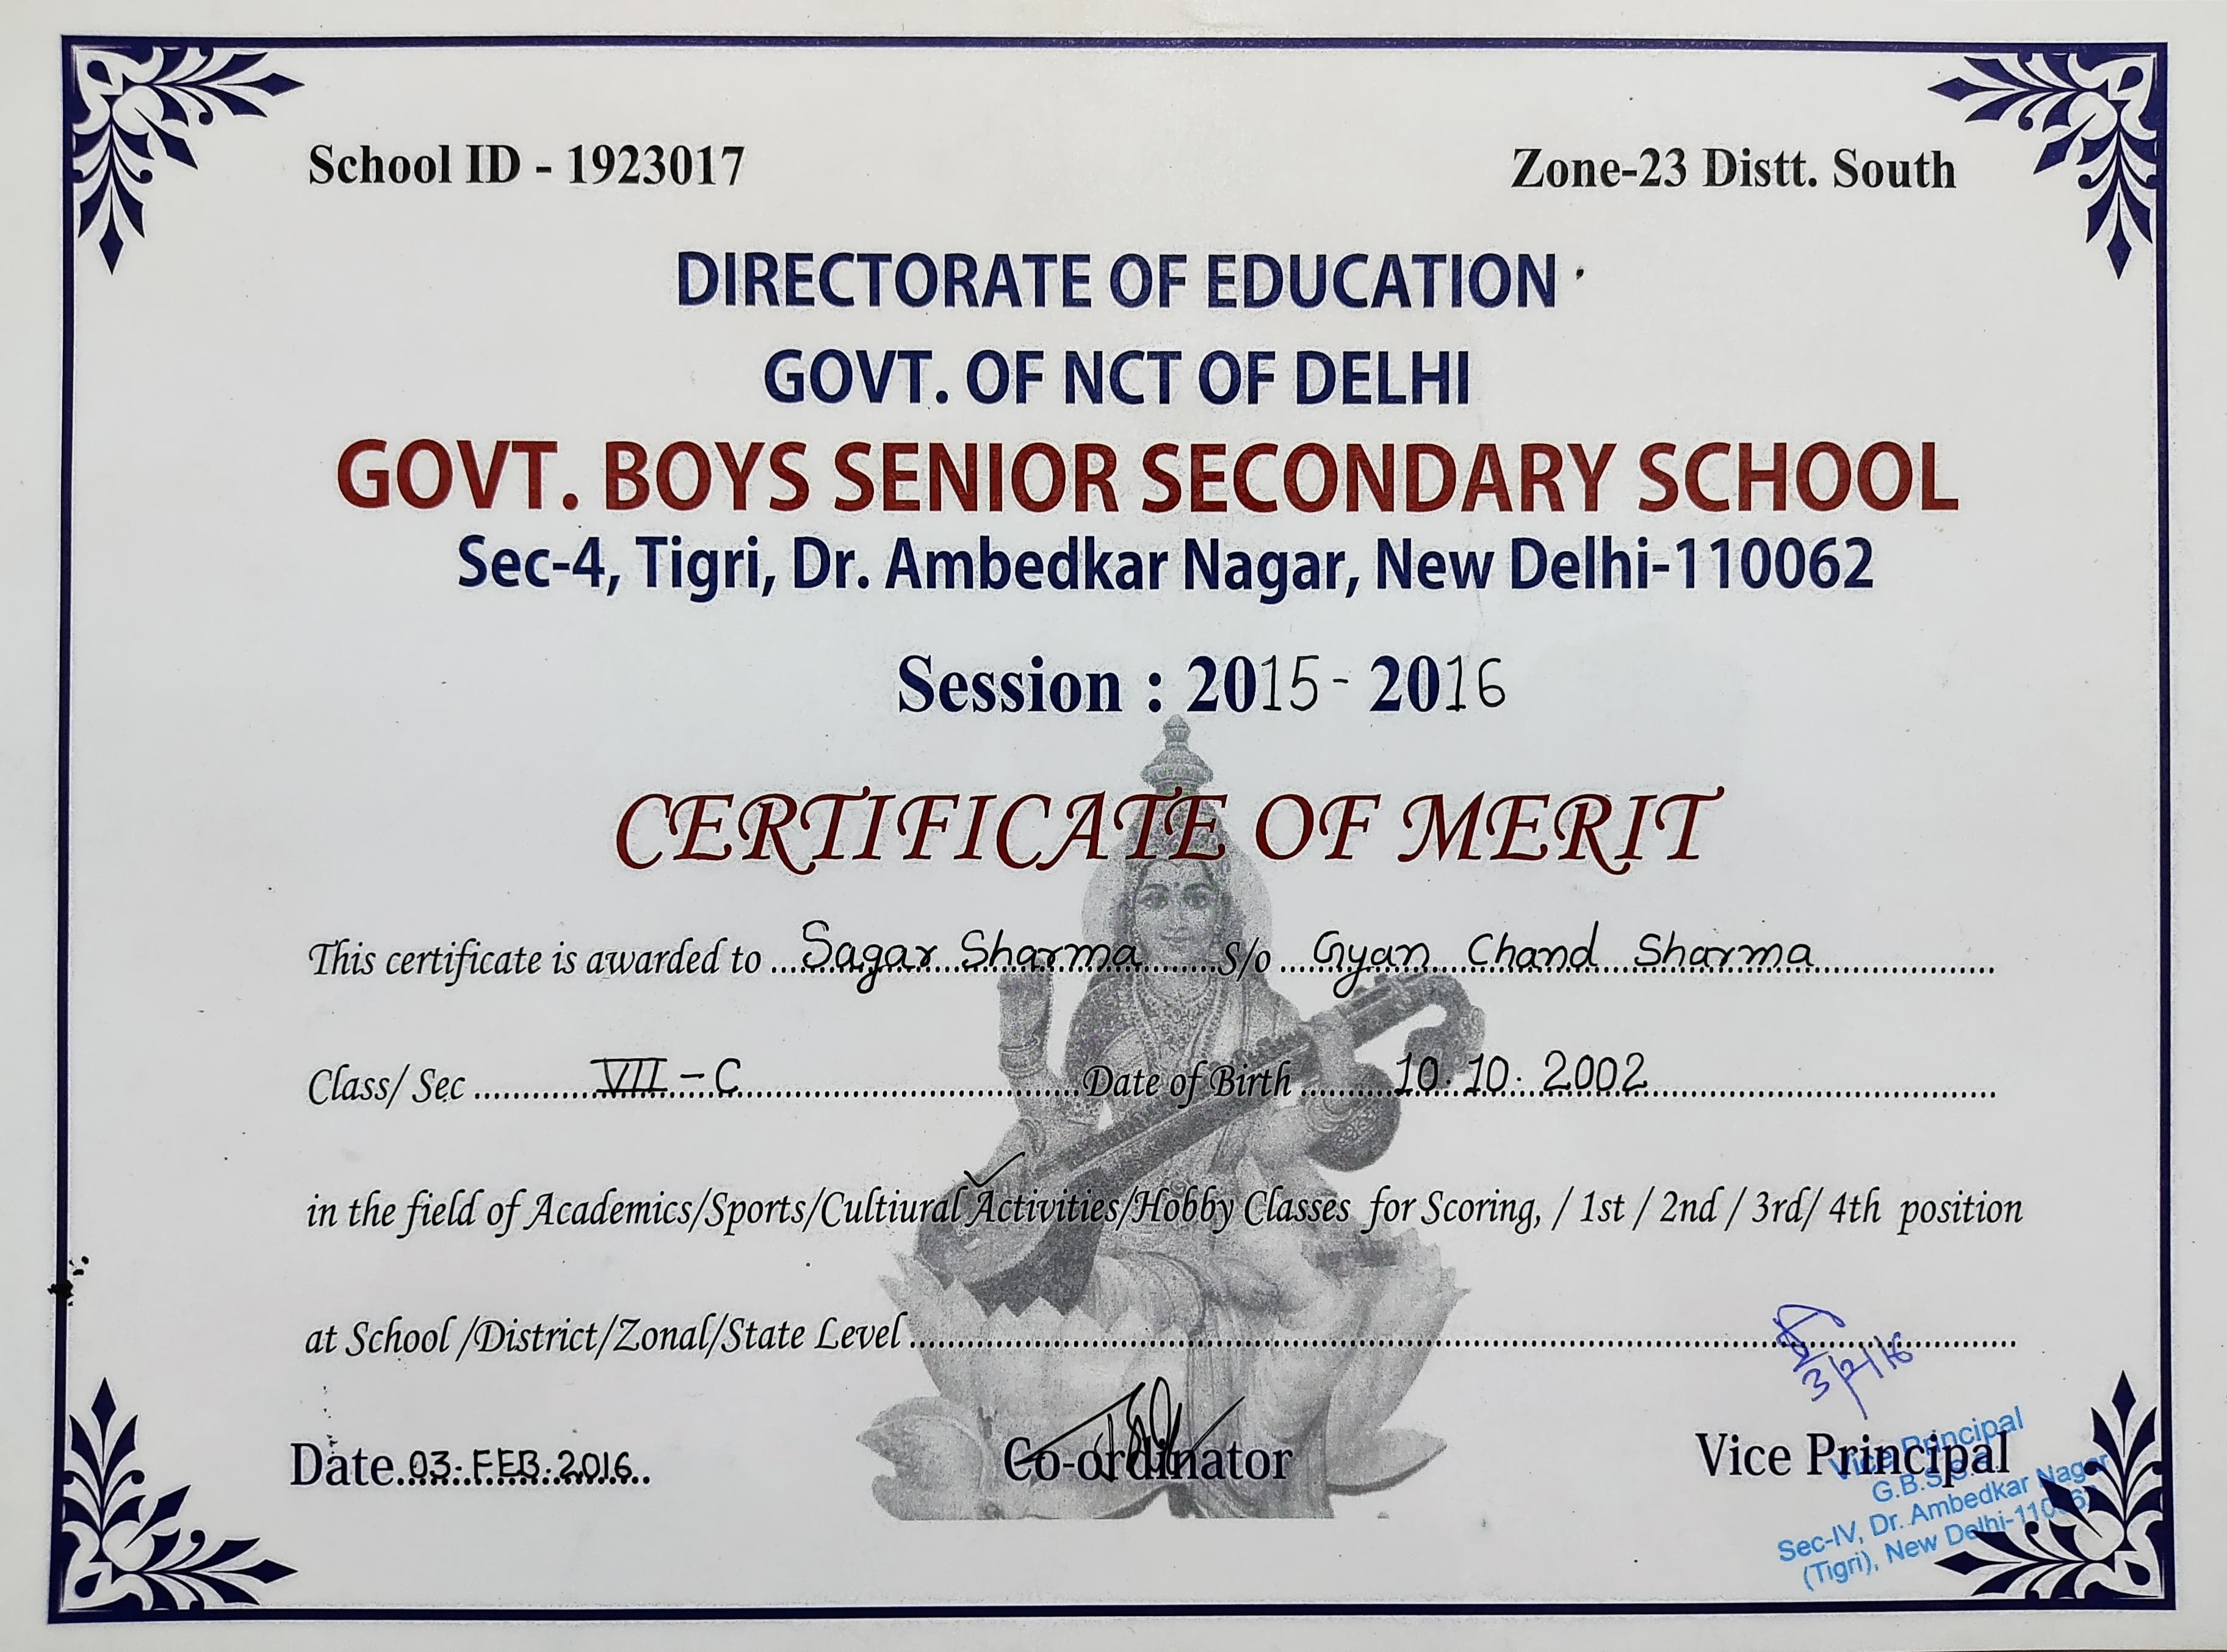 School ID - 1923017
Zone-23 Distt. South
DIRECTORATE OF EDUCATION
GOVT. OF NCT OF DELHI
GOVT. BOYS SENIOR SECONDARY SCHOOL
Sec-4, Tigri, Dr. Ambedkar Nagar, New Delhi-110062
Session : 2015 - 2016
CERTIFICATE OF MERIT
This certificate is awarded to Sagar Sharma S/o Gyan Chand Sharma
Class/ Sec VII - C Date of Birth 10.10.2002
in the field of Academics/Sports/Cultiural Activities/Hobby Classes for Scoring, / 1st / 2nd / 3rd/ 4th position
at School /District/Zonal/State Level
3/2/16
Date 03.FEB.2016 Co-ordinator Vice Principal
Vice Principal
Sec-IV, Dr. Ambedkar Nagar
(Tigri), New Delhi-110062